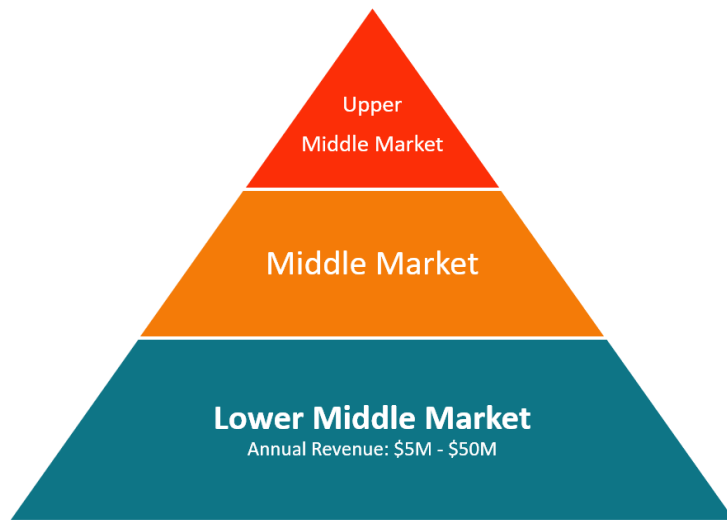 Upper
Middle Market
Middle Market
Lower Middle Market
Annual Revenue: $5M - $50M